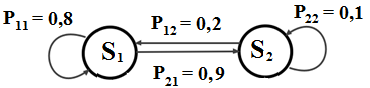 P₁₁ = 0,8
P₁₂ = 0,2
P₂₂ = 0,1
S₁
S₂
P₂₁ = 0,9